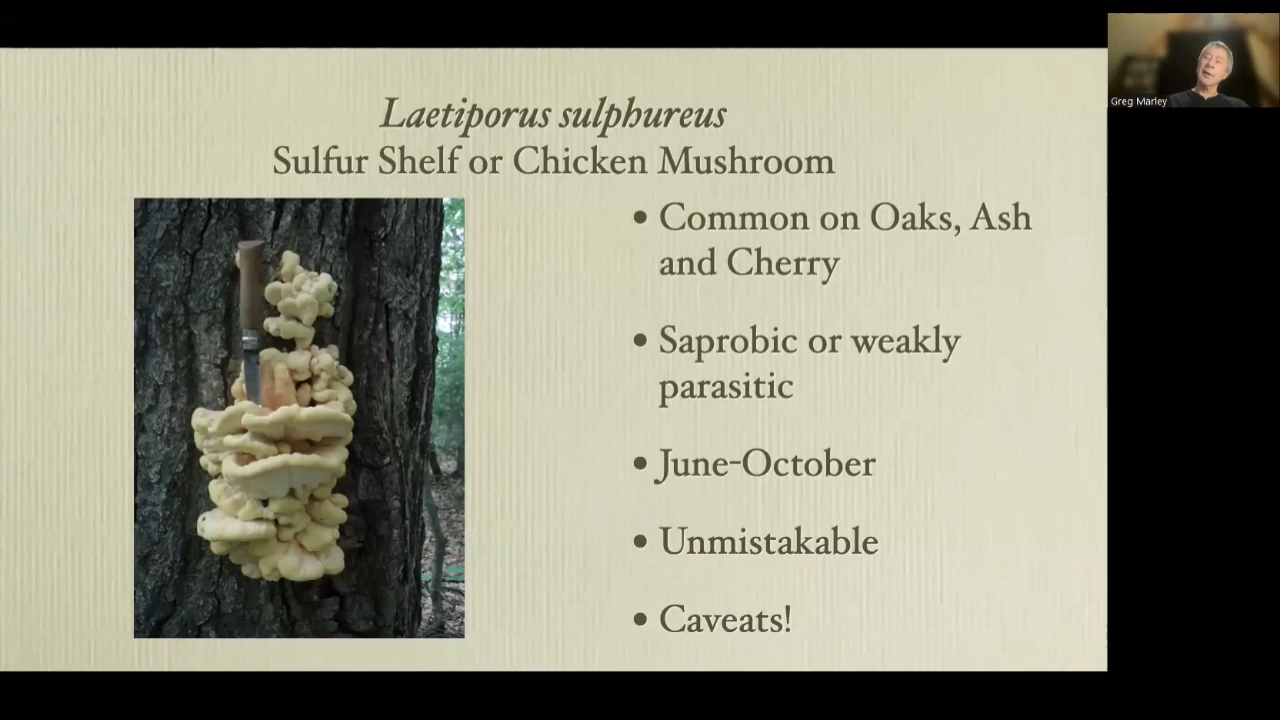 Laetiporus sulphureus
Sulfur Shelf or Chicken Mushroom
• Common on Oaks, Ash
and Cherry
• Saprobic or weakly
parasitic
• June-October
• Unmistakable
• Caveats!
Greg Marley